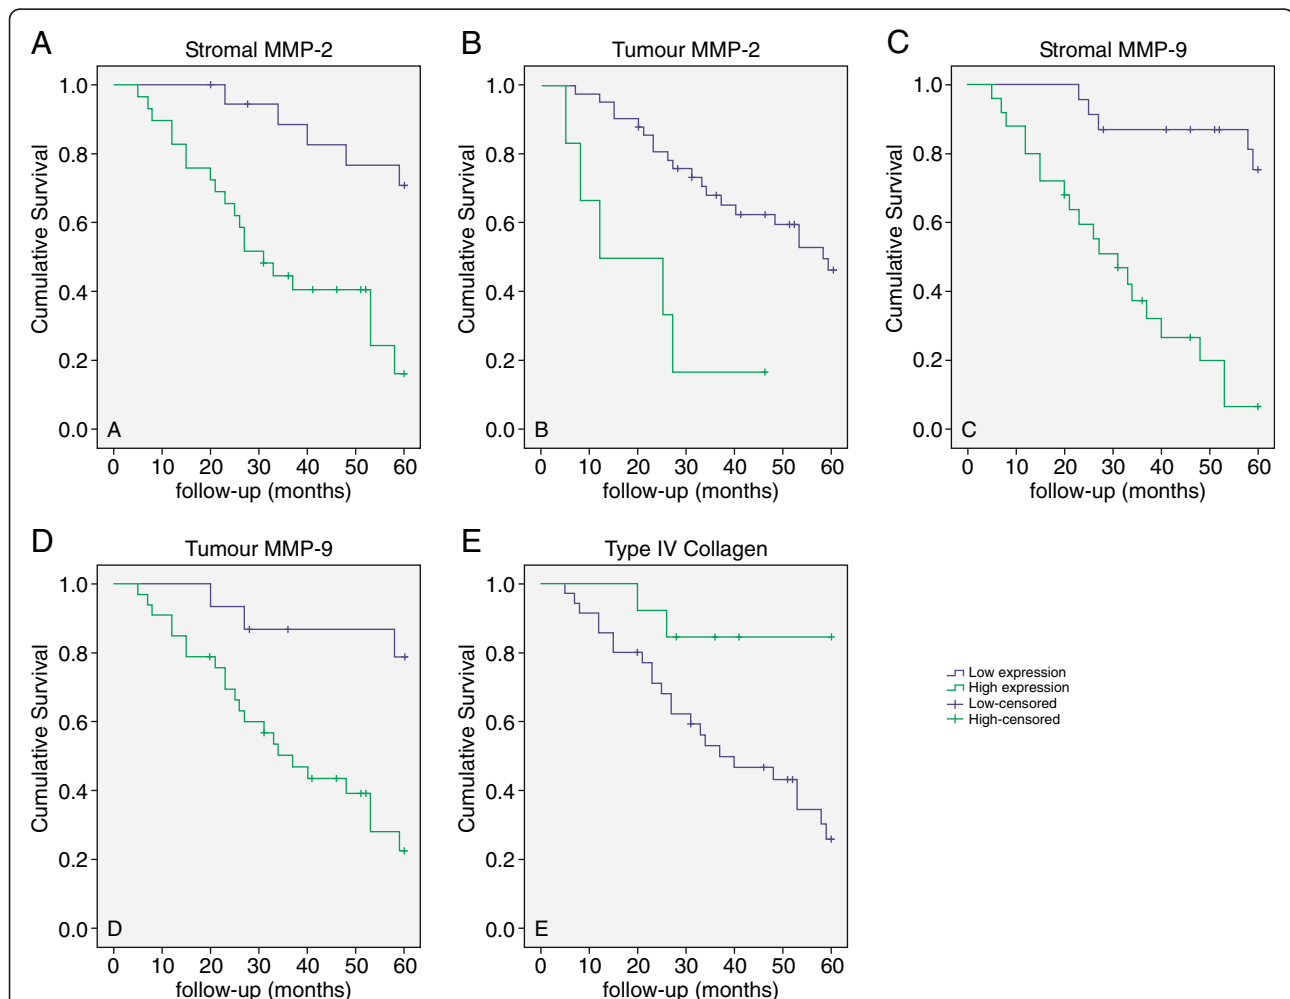 A
Stromal MMP-2
Cumulative Survival
1.0
0.8
0.6
0.4
0.2
0.0
A
0 10 20 30 40 50 60
follow-up (months)
B
Tumour MMP-2
Cumulative Survival
1.0
0.8
0.6
0.4
0.2
0.0
B
0 10 20 30 40 50 60
follow-up (months)
C
Stromal MMP-9
Cumulative Survival
1.0
0.8
0.6
0.4
0.2
0.0
C
0 10 20 30 40 50 60
follow-up (months)
D
Tumour MMP-9
Cumulative Survival
1.0
0.8
0.6
0.4
0.2
0.0
D
0 10 20 30 40 50 60
follow-up (months)
E
Type IV Collagen
Cumulative Survival
1.0
0.8
0.6
0.4
0.2
0.0
E
0 10 20 30 40 50 60
follow-up (months)
Low expression
High expression
Low-censored
High-censored